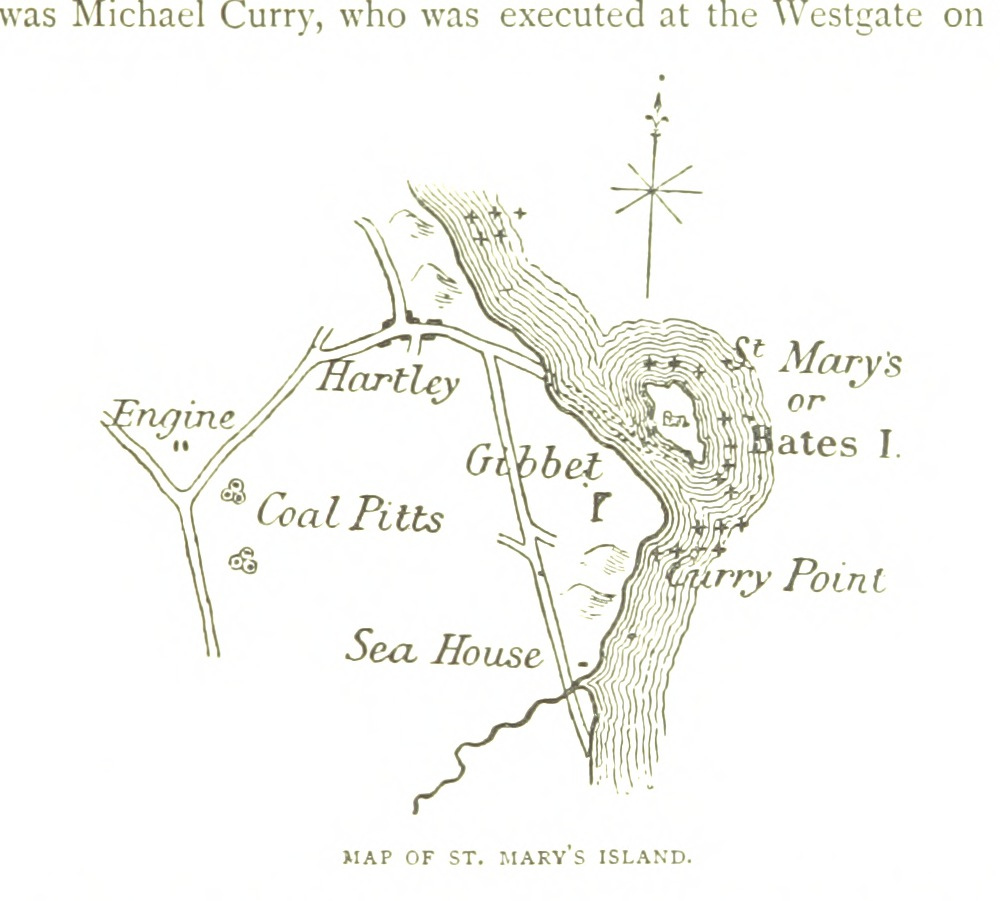 was Michael Curry, who was executed at the Westgate on
St Mary's
or
Bates I.
Hartley
Engine
Gibbet
Coal Pitts
Curry Point
Sea House
MAP OF ST. MARY'S ISLAND.